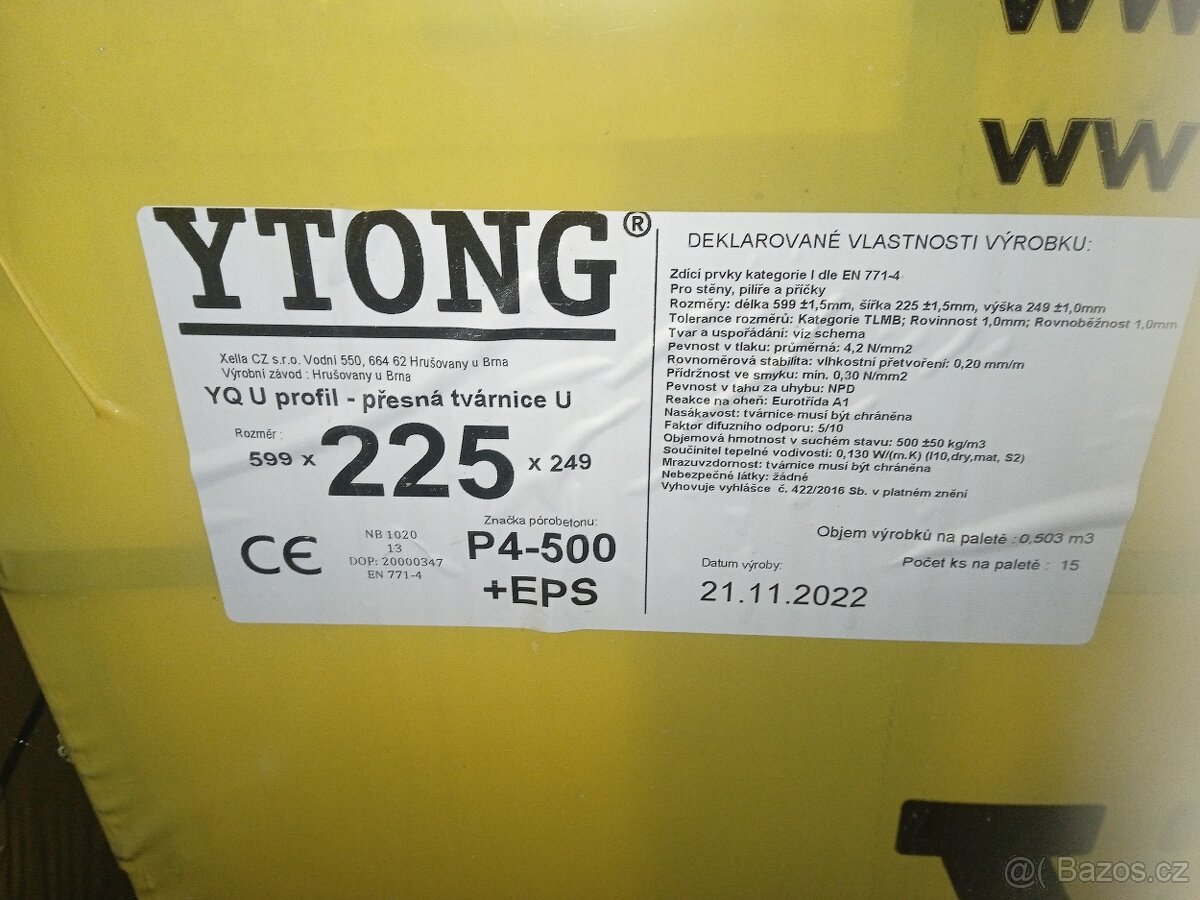 WW
WW
YTONG®
Xella CZ s.r.o. Vodní 550, 664 62 Hrušovany u Brna
Výrobní závod : Hrušovany u Brna
YQ U profil - přesná tvárnice U
Rozměr :
599 x 225 x 249
CE
NB 1020
13
DOP: 20000347
EN 771-4
Značka pórobetonu:
P4-500
+EPS
DEKLAROVANÉ VLASTNOSTI VÝROBKU:
Zdící prvky kategorie I dle EN 771-4
Pro stěny, pilíře a příčky
Rozměry: délka 599 ±1,5mm, šířka 225 ±1,5mm, výška 249 ±1,0mm
Tolerance rozměrů: Kategorie TLMB; Rovinnost 1,0mm; Rovnoběžnost 1,0mm
Tvar a uspořádání: viz schema
Pevnost v tlaku: průměrná: 4,2 N/mm2
Rovnoměrová stabilita: vlhkostní přetvoření: 0,20 mm/m
Přídržnost ve smyku: min. 0,30 N/mm2
Pevnost v tahu za uhybu: NPD
Reakce na oheň: Eurotřída A1
Nasákavost: tvárnice musí být chráněna
Faktor difuzního odporu: 5/10
Objemová hmotnost v suchém stavu: 500 ±50 kg/m3
Součinitel tepelné vodivosti: 0,130 W/(m.K) (l10,dry,mat, S2)
Mrazuvzdornost: tvárnice musí být chráněna
Nebezpečné látky: žádné
Vyhovuje vyhlášce č. 422/2016 Sb. v platném znění
Objem výrobků na paletě : 0,503 m3
Počet ks na paletě : 15
Datum výroby:
21.11.2022
@( Bazos.cz